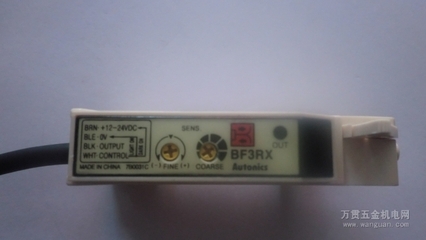 BRN·+12-24VDC
BLE·0V
BLK·OUTPUT
WHT·CONTROL
MADE IN CHINA
SENS
(-)FINE(+)
COARSE
BF3RX
Autonics
OUT
万贯五金机电网
www.wanguan.com